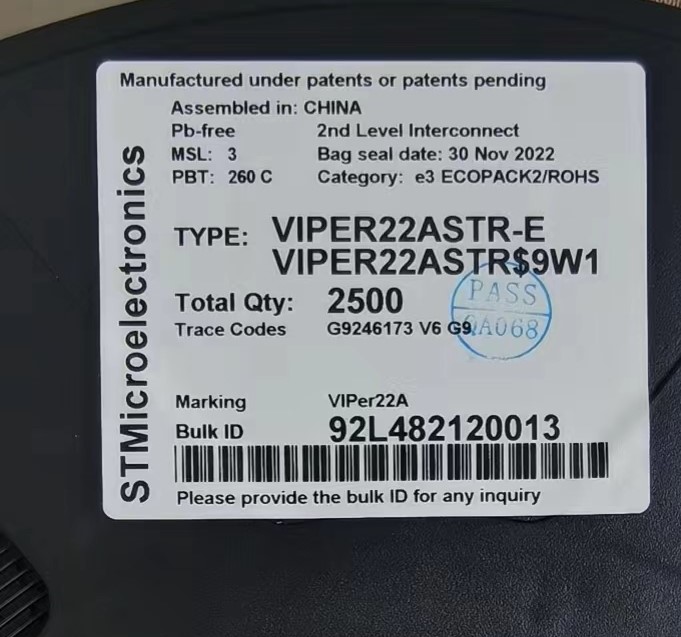 Manufactured under patents or patents pending
Assembled in: CHINA
Pb-free 2nd Level Interconnect
MSL: 3 Bag seal date: 30 Nov 2022
PBT: 260 C Category: e3 ECOPACK2/ROHS
STMicroelectronics
TYPE: VIPER22ASTR-E
VIPER22ASTR$9W1
Total Qty: 2500
PASS
Trace Codes G9246173 V6 G9
QA068
Marking VIPer22A
Bulk ID 92L482120013
Please provide the bulk ID for any inquiry